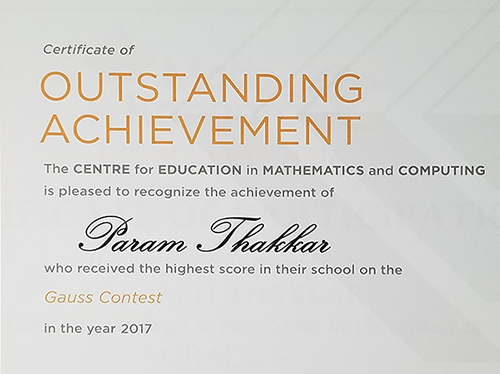 Certificate of
OUTSTANDING
ACHIEVEMENT
The CENTRE for EDUCATION in MATHEMATICS and COMPUTING
is pleased to recognize the achievement of
Param Thakkar
who received the highest score in their school on the
Gauss Contest
in the year 2017